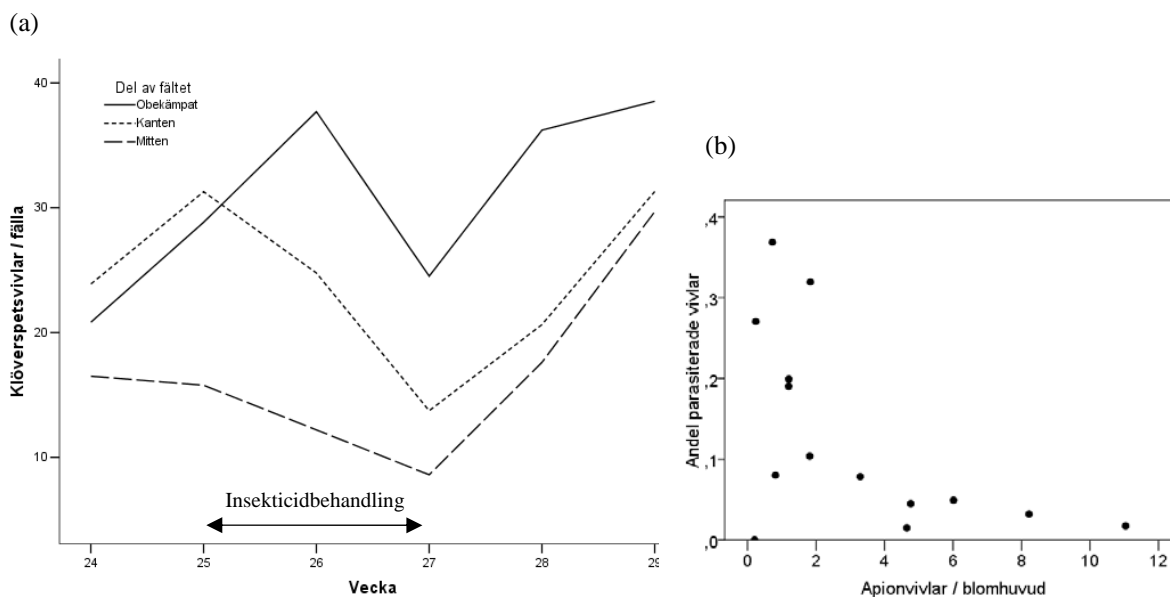 (a)
Klöverspetsvivlar / fälla
40
30
20
10
Del av fältet
Obekämpat
Kanten
Mitten
Insekticidbehandling
24 25 26 27 28 29
Vecka
(b)
Andel parasiterade vivlar
,4
,3
,2
,1
,0
0 2 4 6 8 10 12
Apionvivlar / blomhuvud